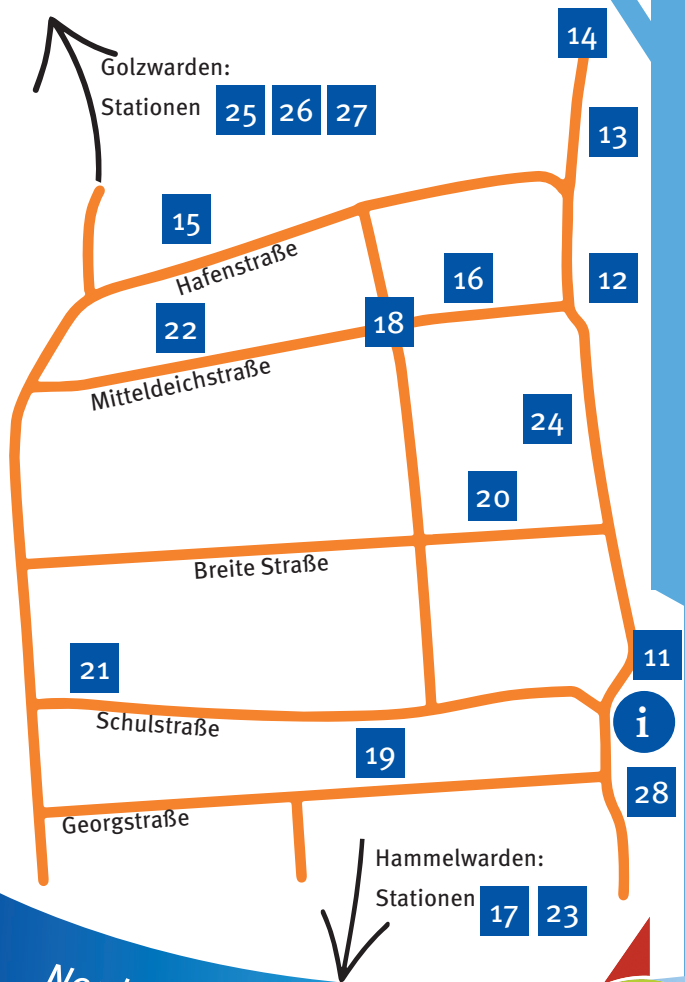 14
Golzwarden:
Stationen 25 26 27
13
15
Hafenstraße
16
12
22
18
Mitteldeichstraße
24
20
Breite Straße
21
11
Schulstraße
i
19
28
Georgstraße
Hammelwarden:
Stationen 17 23